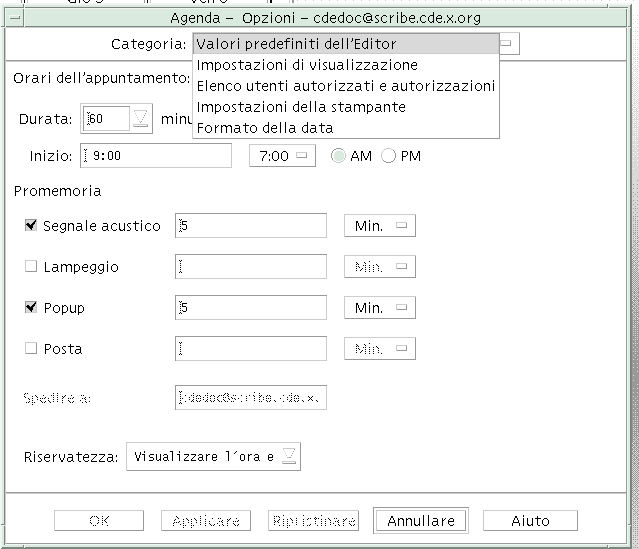 Agenda – Opzioni – cdedoc@scribe.cde.x.org
Categoria:
Valori predefiniti dell'Editor
Impostazioni di visualizzazione
Elenco utenti autorizzati e autorizzazioni
Impostazioni della stampante
Formato della data
Orari dell'appuntamento:
Durata: 60
Inizio: 9:00 7:00 AM PM
Promemoria
Segnale acustico 5 Min.
Lampeggio Min.
Popup 5 Min.
Posta Min.
Spedire a: cdedoc@scribe.cde.x.
Riservatezza: Visualizzare l'ora e
OK Applicare Ripristinare Annullare Aiuto